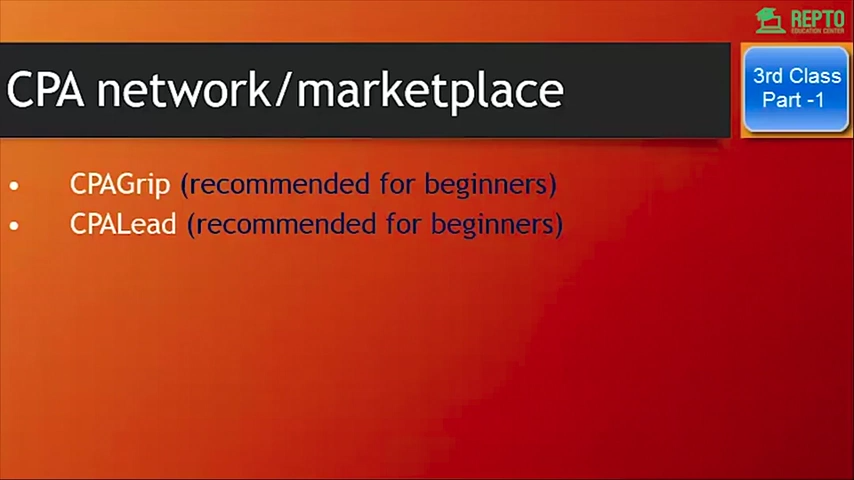 REPTO
EDUCATION CENTER
CPA network/marketplace
3rd Class
Part -1
• CPAGrip (recommended for beginners)
• CPALead (recommended for beginners)